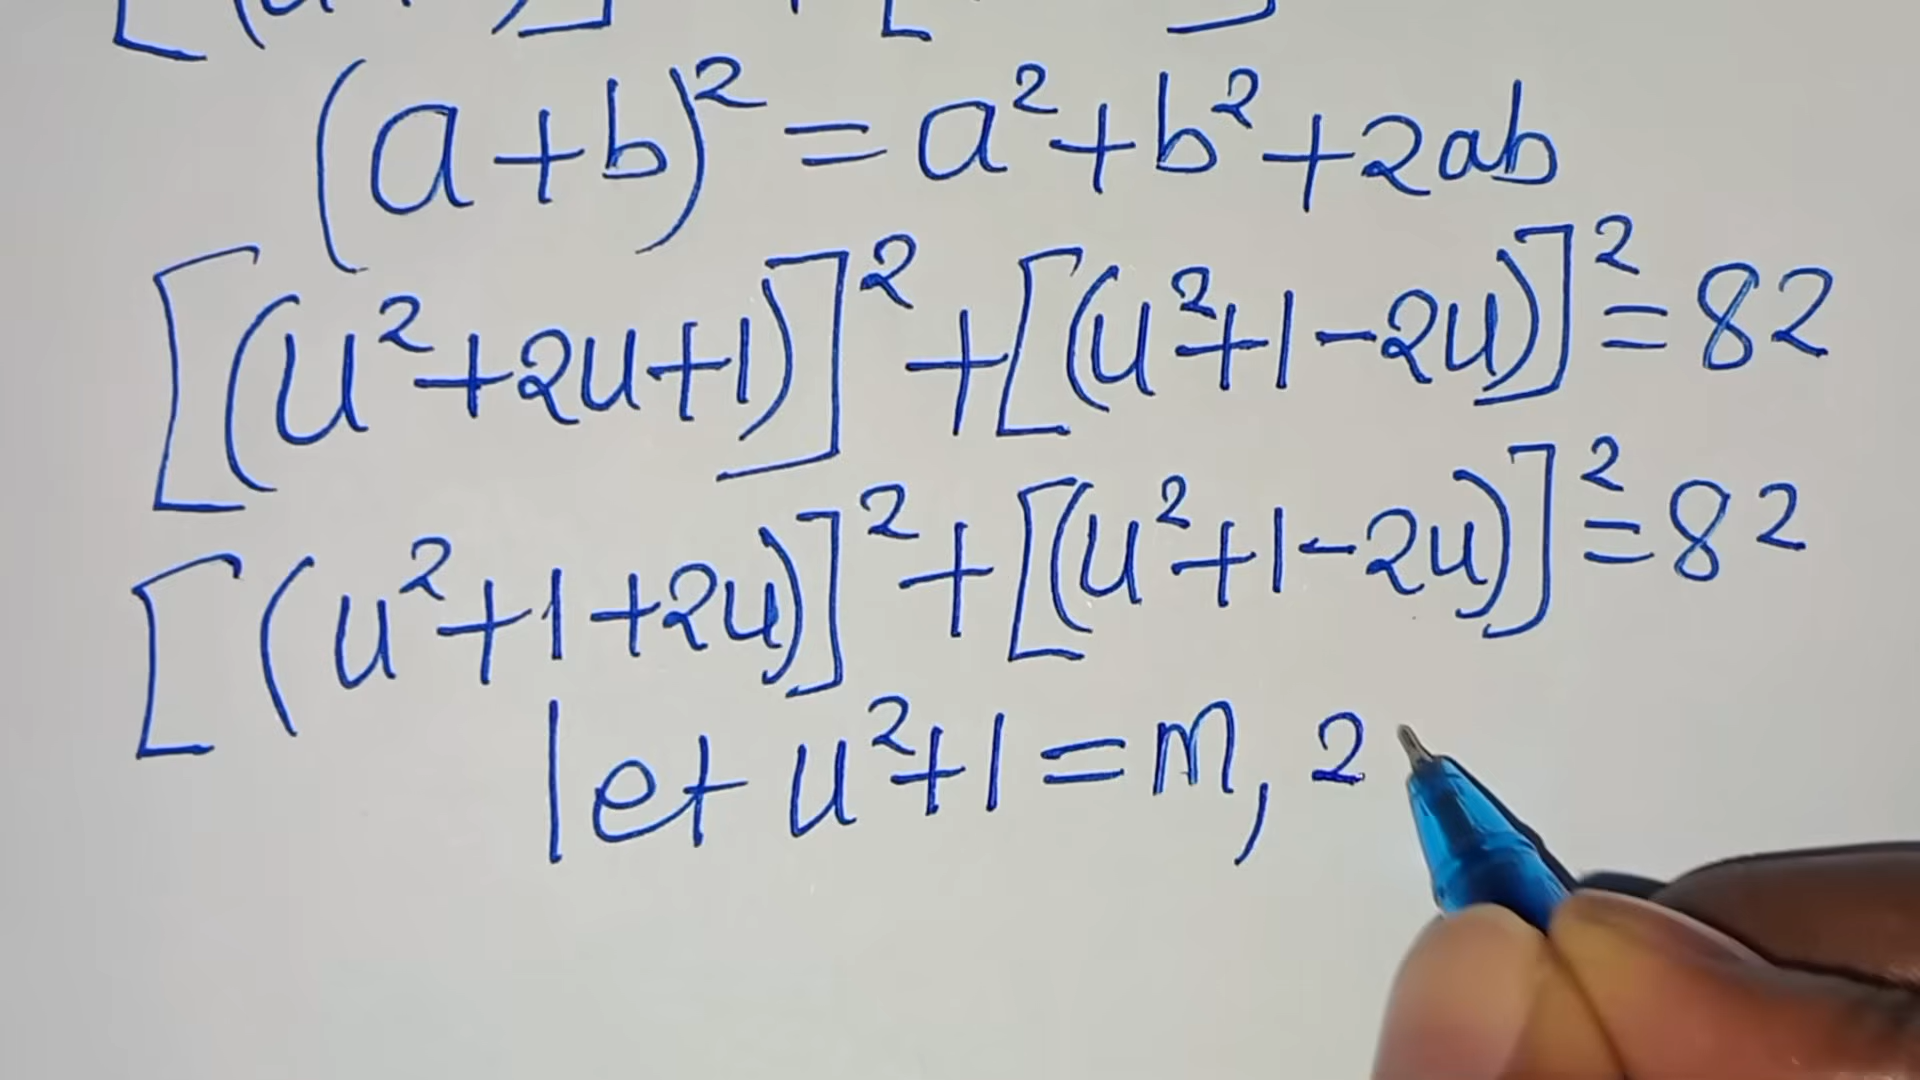 (a+b)²=a²+b²+2ab
[(u²+2u+1)]²+[(u²+1-2u)]²=82
[(u²+1+2u)]²+[(u²+1-2u)]²=82
let u²+1=m, 2